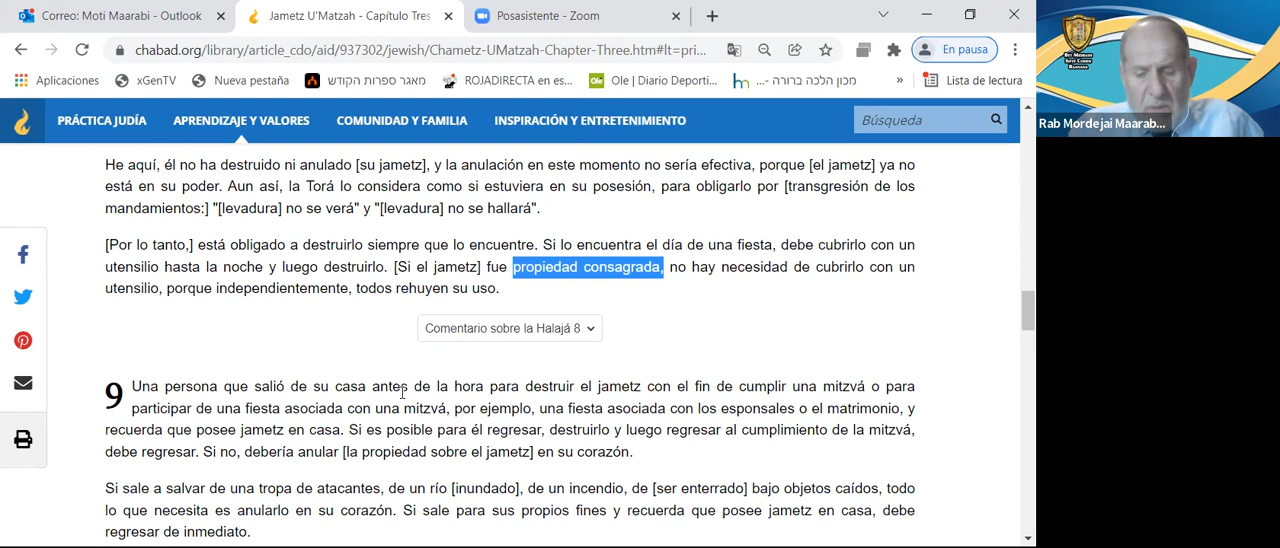 Correo: Moti Maarabi - Outlook
Jametz U'Matzah - Capítulo Tres
Posasistente - Zoom
chabad.org/library/article_cdo/aid/937302/jewish/Chametz-UMatzah-Chapter-Three.htm#lt=pri...
En pausa
Aplicaciones
xGenTV
Nueva pestaña
מאגר ספרות הקודש
ROJADIRECTA en es...
Ole | Diario Deporti...
מכון הלכה ברורה -...
»
Lista de lectura
PRÁCTICA JUDÍA
APRENDIZAJE Y VALORES
COMUNIDAD Y FAMILIA
INSPIRACIÓN Y ENTRETENIMIENTO
Búsqueda
Rab Mordejai Maarab...
He aquí, él no ha destruido ni anulado [su jametz], y la anulación en este momento no sería efectiva, porque [el jametz] ya no
está en su poder. Aun así, la Torá lo considera como si estuviera en su posesión, para obligarlo por [transgresión de los
mandamientos:] "[levadura] no se verá" y "[levadura] no se hallará".
[Por lo tanto,] está obligado a destruirlo siempre que lo encuentre. Si lo encuentra el día de una fiesta, debe cubrirlo con un
utensilio hasta la noche y luego destruirlo. [Si el jametz] fue propiedad consagrada, no hay necesidad de cubrirlo con un
utensilio, porque independientemente, todos rehuyen su uso.
Comentario sobre la Halajá 8
9 Una persona que salió de su casa antes de la hora para destruir el jametz con el fin de cumplir una mitzvá o para
participar de una fiesta asociada con una mitzvá, por ejemplo, una fiesta asociada con los esponsales o el matrimonio, y
recuerda que posee jametz en casa. Si es posible para él regresar, destruirlo y luego regresar al cumplimiento de la mitzvá,
debe regresar. Si no, debería anular [la propiedad sobre el jametz] en su corazón.
Si sale a salvar de una tropa de atacantes, de un río [inundado], de un incendio, de [ser enterrado] bajo objetos caídos, todo
lo que necesita es anularlo en su corazón. Si sale para sus propios fines y recuerda que posee jametz en casa, debe
regresar de inmediato.